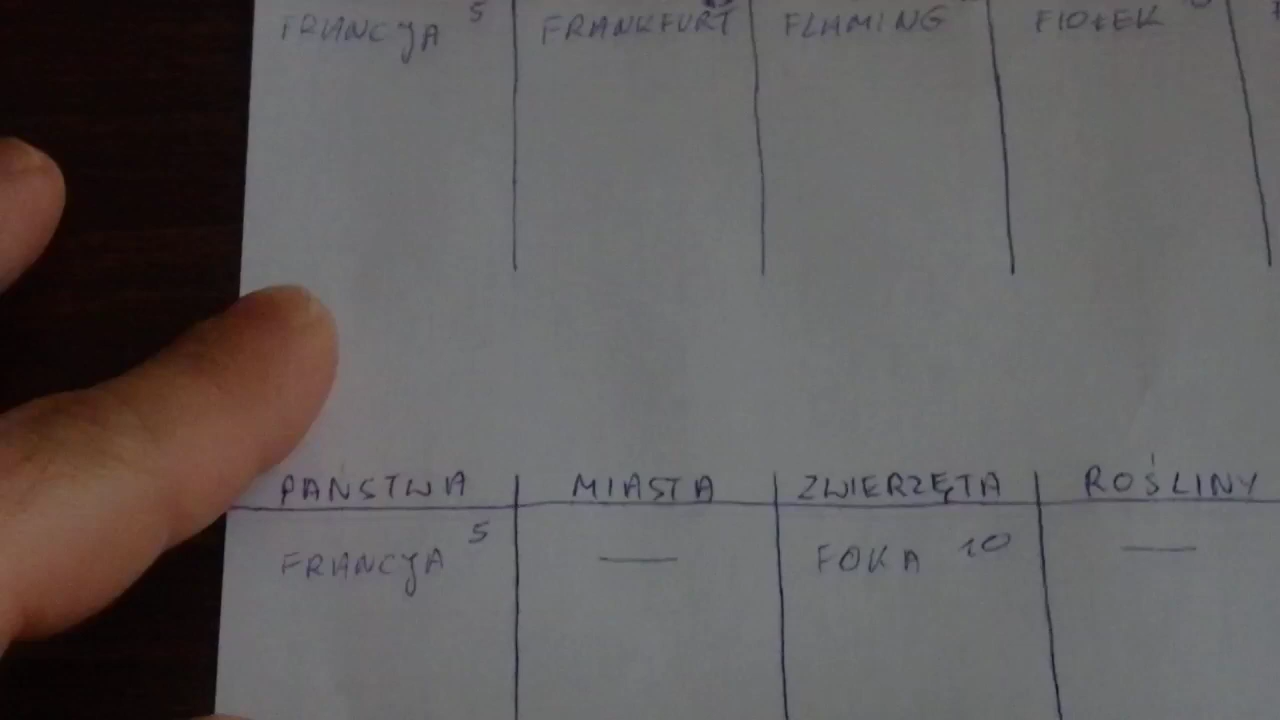 FRANCJA 5 FRANKFURT FLAMING FIOŁEK
PAŃSTWA MIASTA ZWIERZĘTA ROŚLINY
FRANCJA 5 — FOKA 10 —